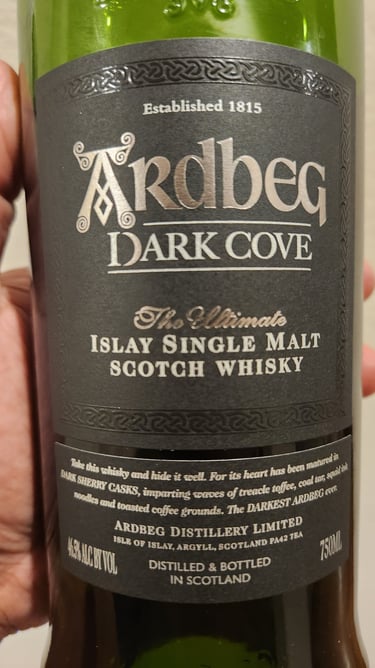 Established 1815
ARDBEG
DARK COVE
The Ultimate
ISLAY SINGLE MALT
SCOTCH WHISKY
Take this whisky and hide it well. For its heart has been matured in
DARK SHERRY CASKS, imparting waves of treacle toffee, coal tar, squid ink
noodles and toasted coffee grounds. The DARKEST ARDBEG ever.
ARDBEG DISTILLERY LIMITED
ISLE OF ISLAY, ARGYLL, SCOTLAND PA42 7EA
46.5% ALC BY VOL
DISTILLED & BOTTLED
IN SCOTLAND
750ML